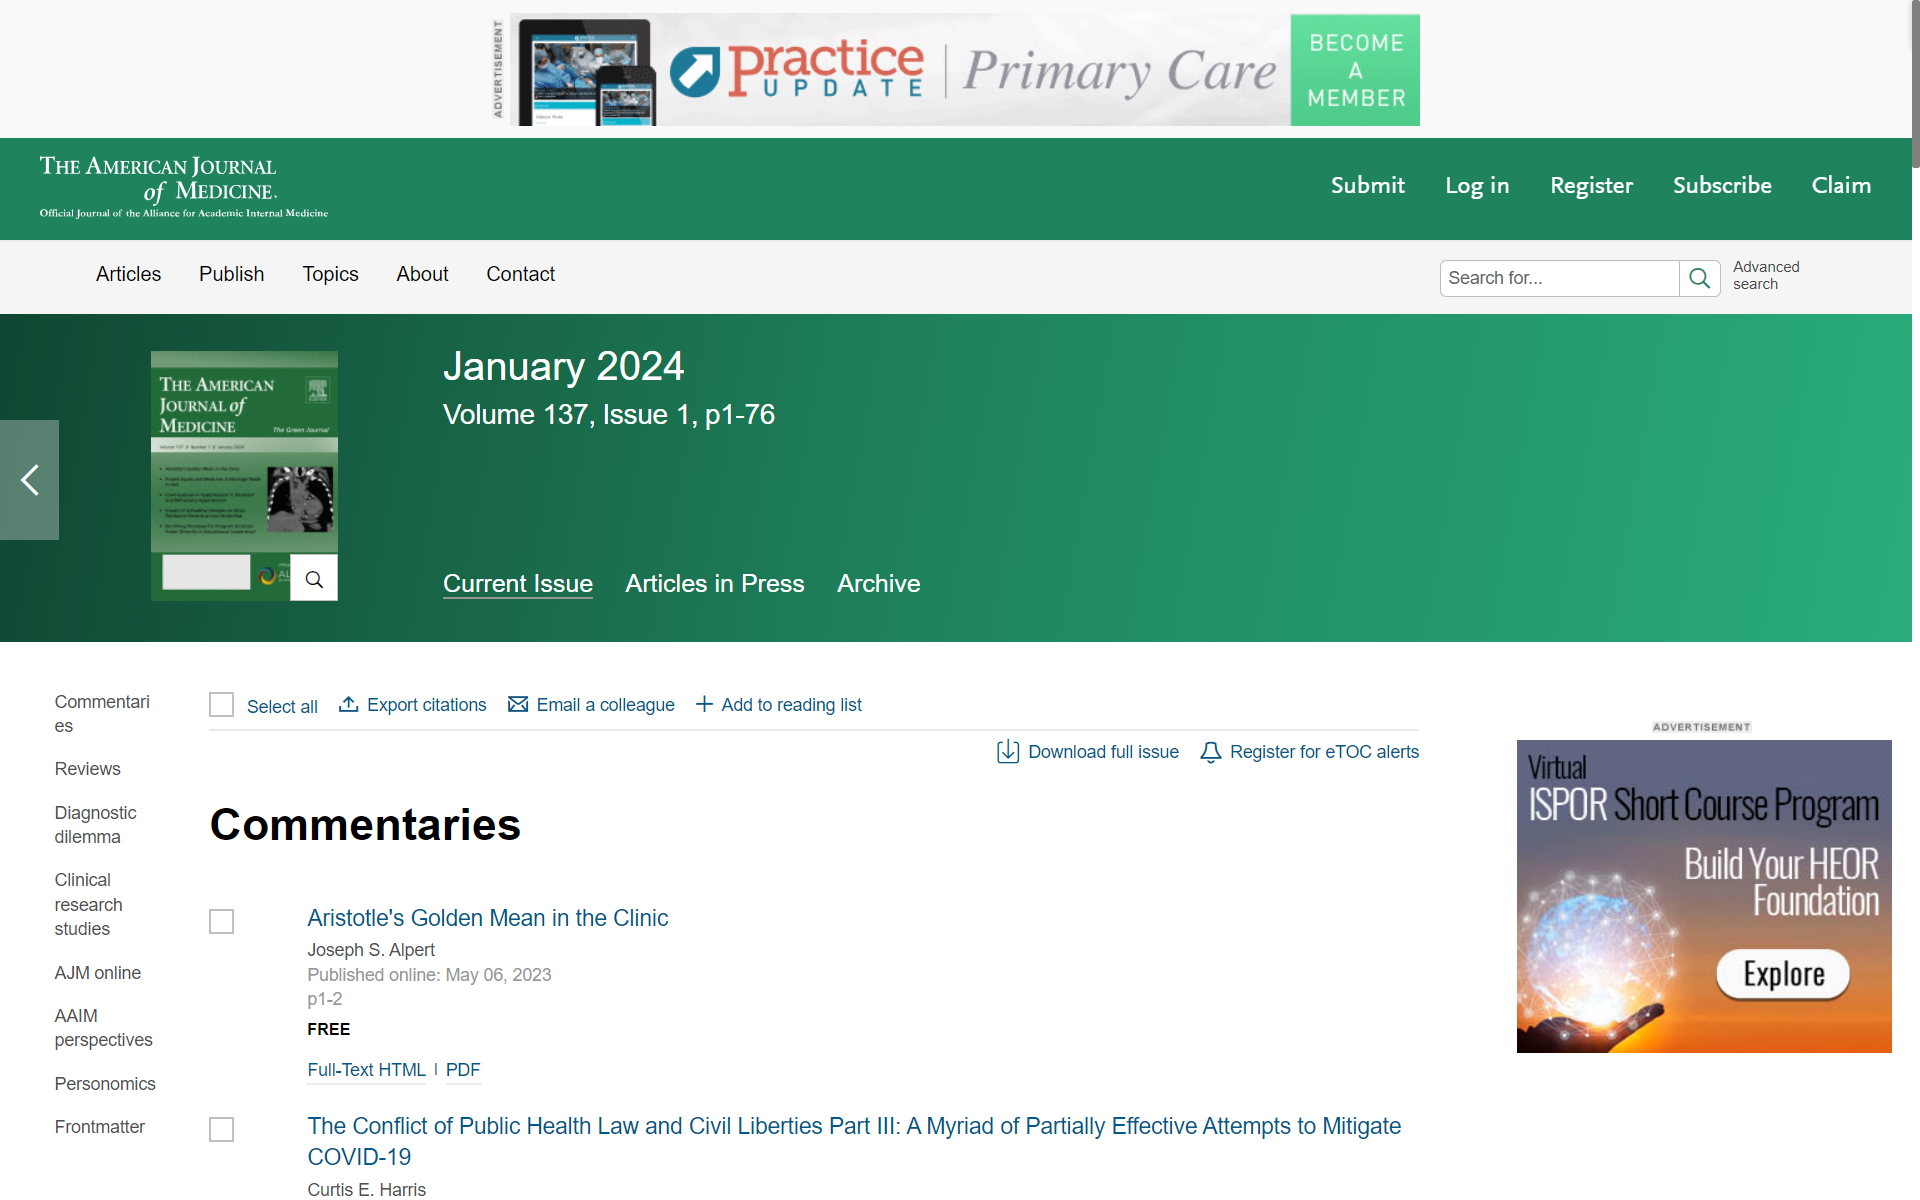 ADVERTISEMENT
practice UPDATE
Primary Care
BECOME
A
MEMBER
THE AMERICAN JOURNAL
of MEDICINE.
Official Journal of the Alliance for Academic Internal Medicine
Submit
Log in
Register
Subscribe
Claim
Articles
Publish
Topics
About
Contact
Search for...
Advanced
search
THE AMERICAN
JOURNAL of
MEDICINE
The Green Journal
January 2024
Volume 137, Issue 1, p1-76
Current Issue
Articles in Press
Archive
Commentari
es
Reviews
Diagnostic
dilemma
Clinical
research
studies
AJM online
AAIM
perspectives
Personomics
Frontmatter
Select all
Export citations
Email a colleague
Add to reading list
Download full issue
Register for eTOC alerts
Commentaries
Aristotle's Golden Mean in the Clinic
Joseph S. Alpert
Published online: May 06, 2023
p1-2
FREE
Full-Text HTML | PDF
The Conflict of Public Health Law and Civil Liberties Part III: A Myriad of Partially Effective Attempts to Mitigate
COVID-19
Curtis E. Harris
ADVERTISEMENT
Virtual
ISPOR Short Course Program
Build Your HEOR
Foundation
Explore